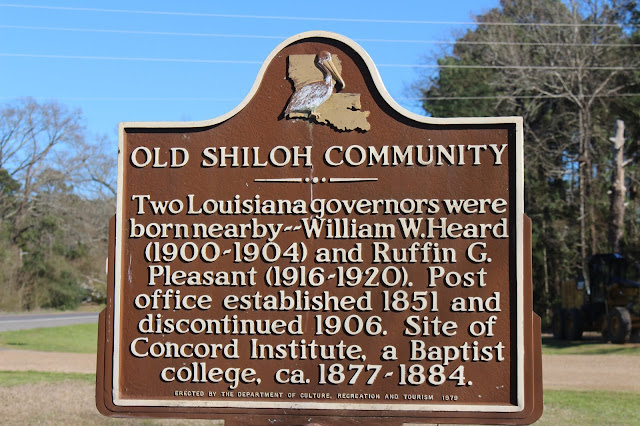 OLD SHILOH COMMUNITY
Two Louisiana governors were
born nearby--William W. Heard
(1900-1904) and Ruffin G.
Pleasant (1916-1920). Post
office established 1851 and
discontinued 1906. Site of
Concord Institute, a Baptist
college, ca. 1877-1884.
ERECTED BY THE DEPARTMENT OF CULTURE, RECREATION AND TOURISM 1979